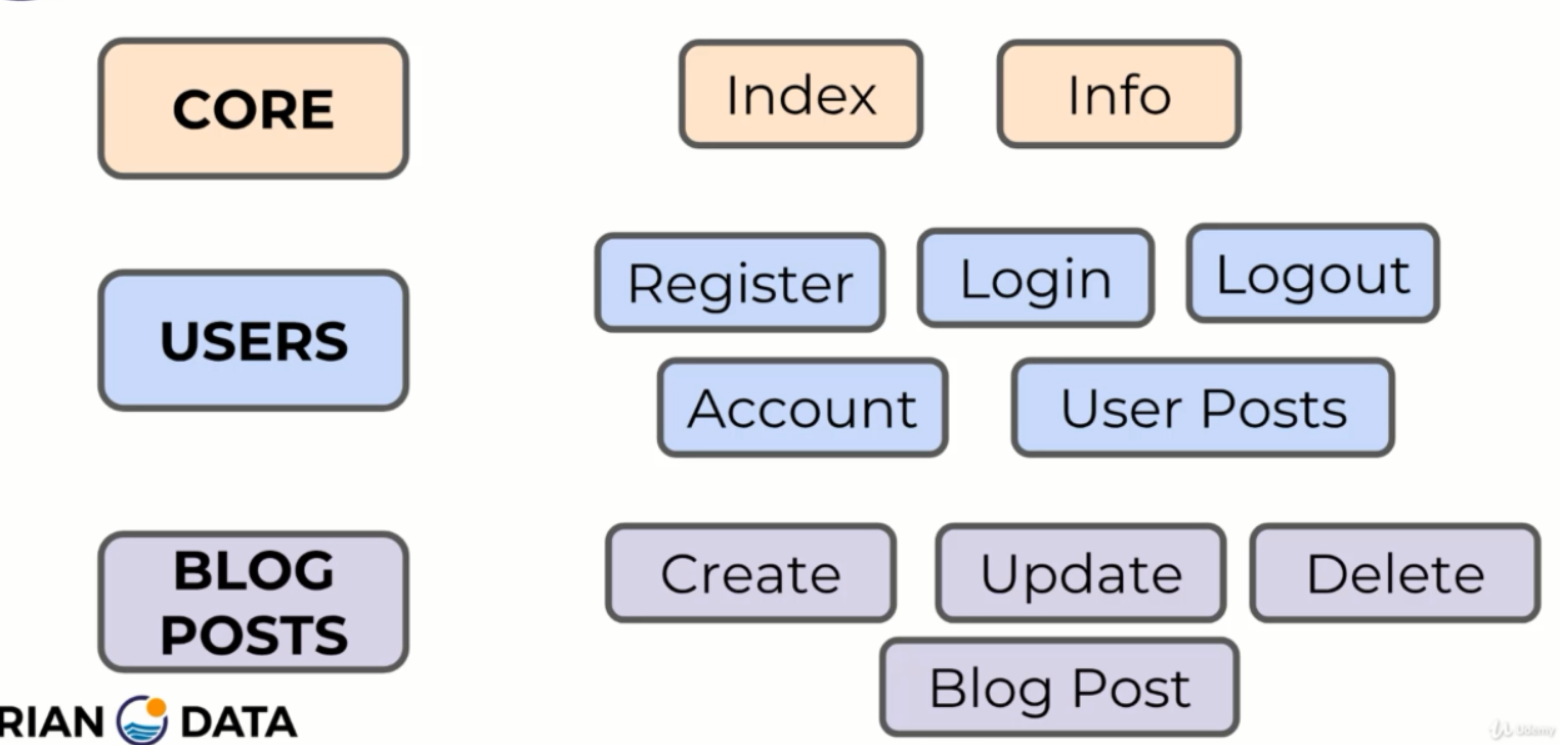 CORE
Index
Info
USERS
Register
Login
Logout
Account
User Posts
BLOG
POSTS
Create
Update
Delete
Blog Post
RIAN DATA
Udemy